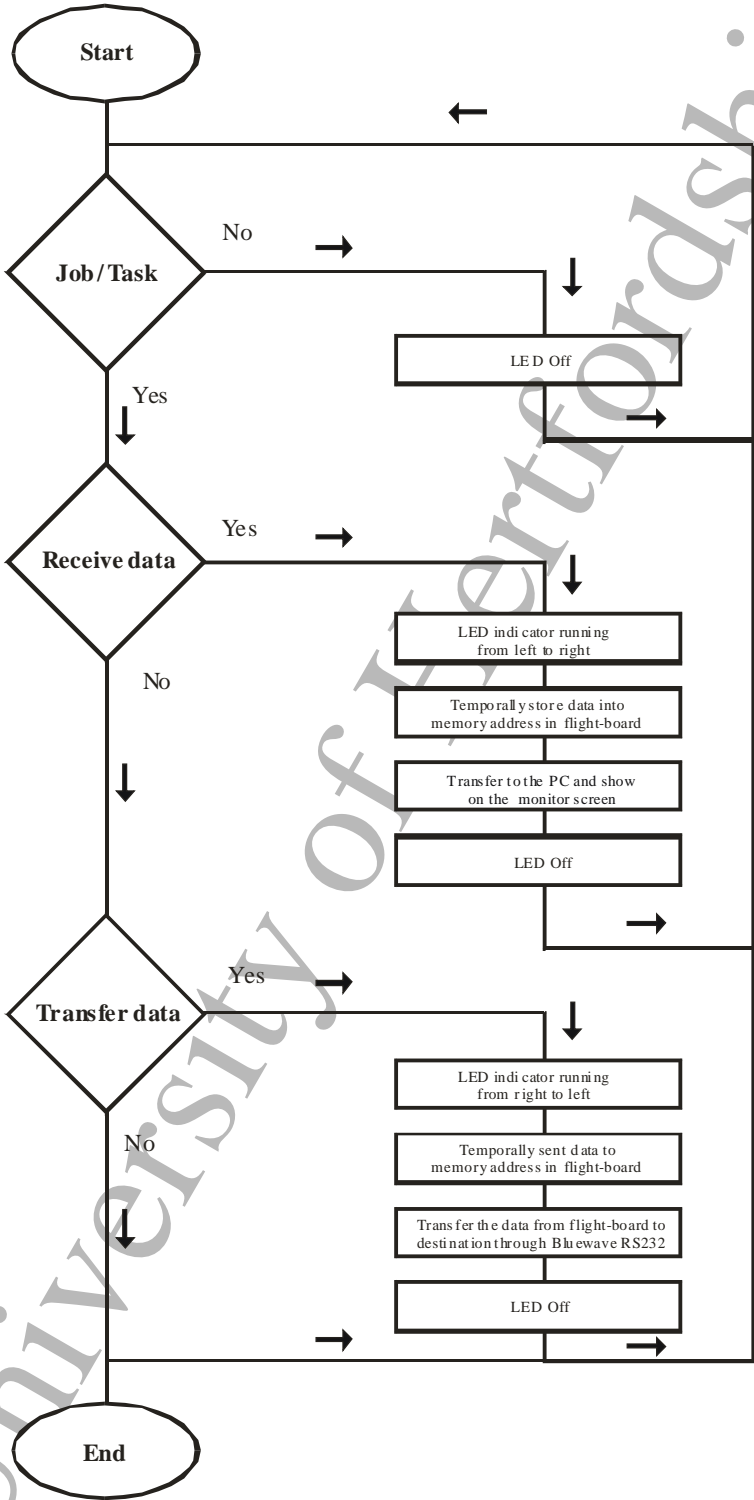 Start
Job/Task
No
LED Off
Yes
Receive data
Yes
LED indicator running
from left to right
Temporally store data into
memory address in flight-board
Transfer to the PC and show
on the monitor screen
LED Off
No
Transfer data
Yes
LED indicator running
from right to left
Temporally sent data to
memory address in flight-board
Transfer the data from flight-board to
destination through Bluewave RS232
LED Off
No
End
University of Hertfordsh